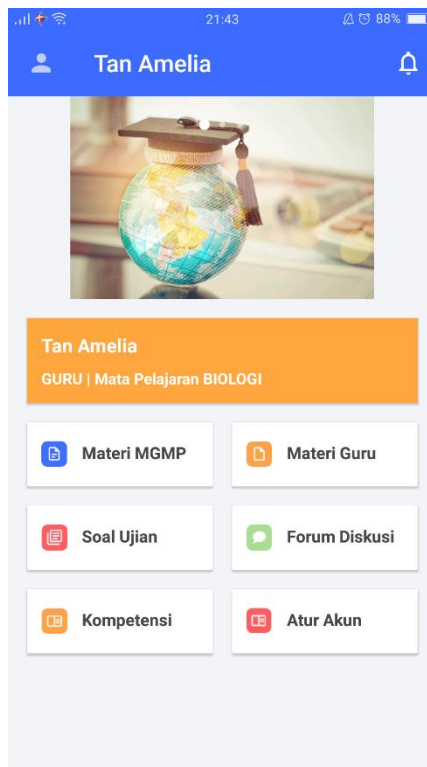 21:43
88%
Tan Amelia
Tan Amelia
GURU | Mata Pelajaran BIOLOGI
Materi MGMP
Materi Guru
Soal Ujian
Forum Diskusi
Kompetensi
Atur Akun